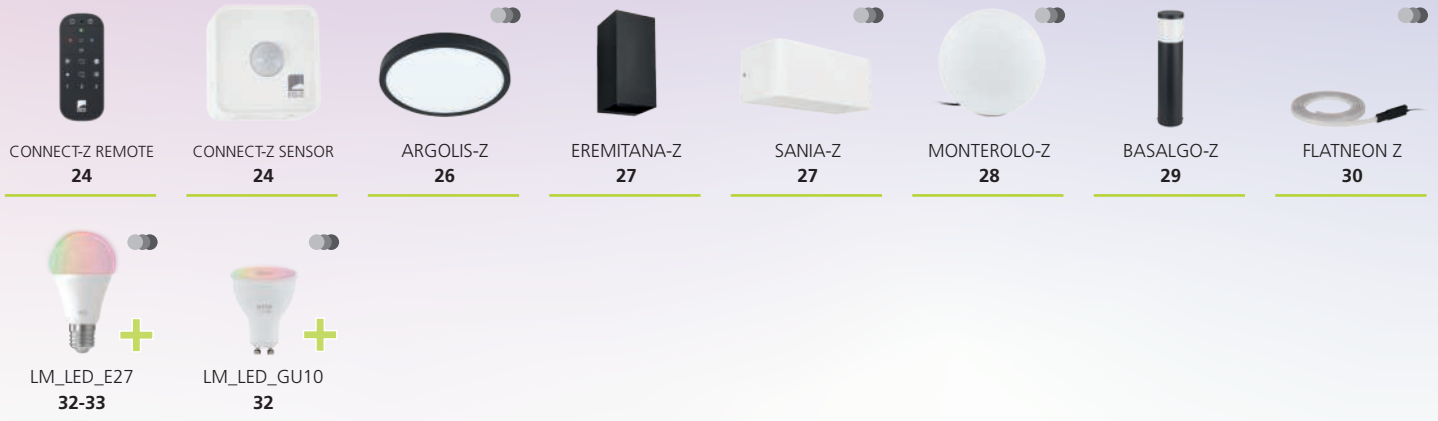 CONNECT-Z REMOTE
24
CONNECT-Z SENSOR
24
ARGOLIS-Z
26
EREMITANA-Z
27
SANIA-Z
27
MONTEROLO-Z
28
BASALGO-Z
29
FLATNEON Z
30
LM_LED_E27
32-33
LM_LED_GU10
32